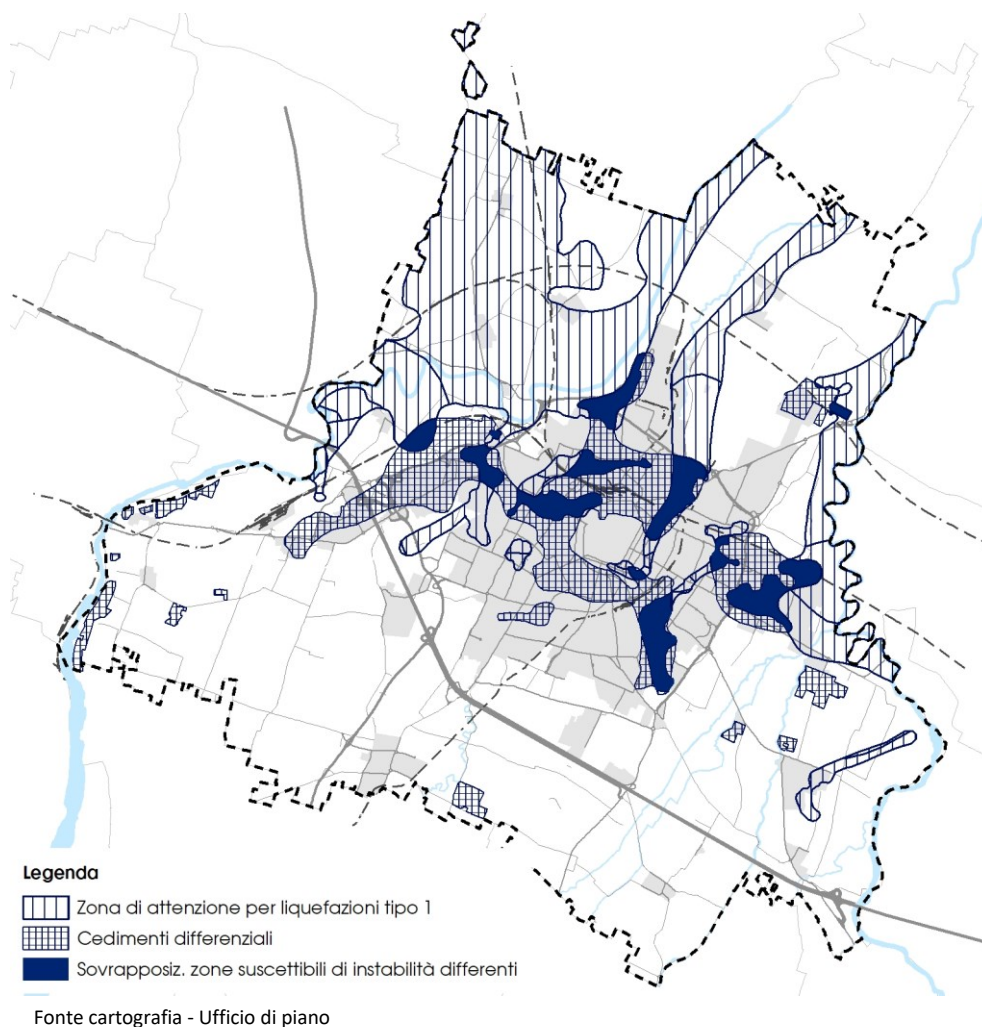 Legenda
Zona di attenzione per liquefazioni tipo 1
Cedimenti differenziali
Sovrapposiz. zone suscettibili di instabilità differenti
Fonte cartografia - Ufficio di piano